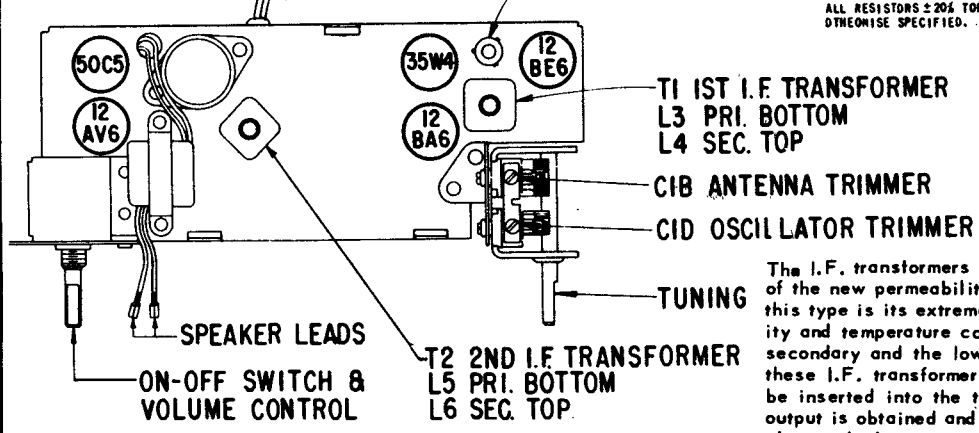 ALL RESISTORS ±20% TO
OTHEOWISE SPECIFIED.
50C5
12
AV6
35W4
12
BE6
12
BA6
T1 1ST I.F. TRANSFORMER
L3 PRI. BOTTOM
L4 SEC. TOP
C1B ANTENNA TRIMMER
C1D OSCILLATOR TRIMMER
TUNING
SPEAKER LEADS
ON-OFF SWITCH &
VOLUME CONTROL
T2 2ND I.F. TRANSFORMER
L5 PRI. BOTTOM
L6 SEC. TOP
The I.F. transformers
of the new permeabilit
this type is its extrem
ity and temperature co
secondary and the low
these I.F. transformer
be inserted into the t
output is obtained and